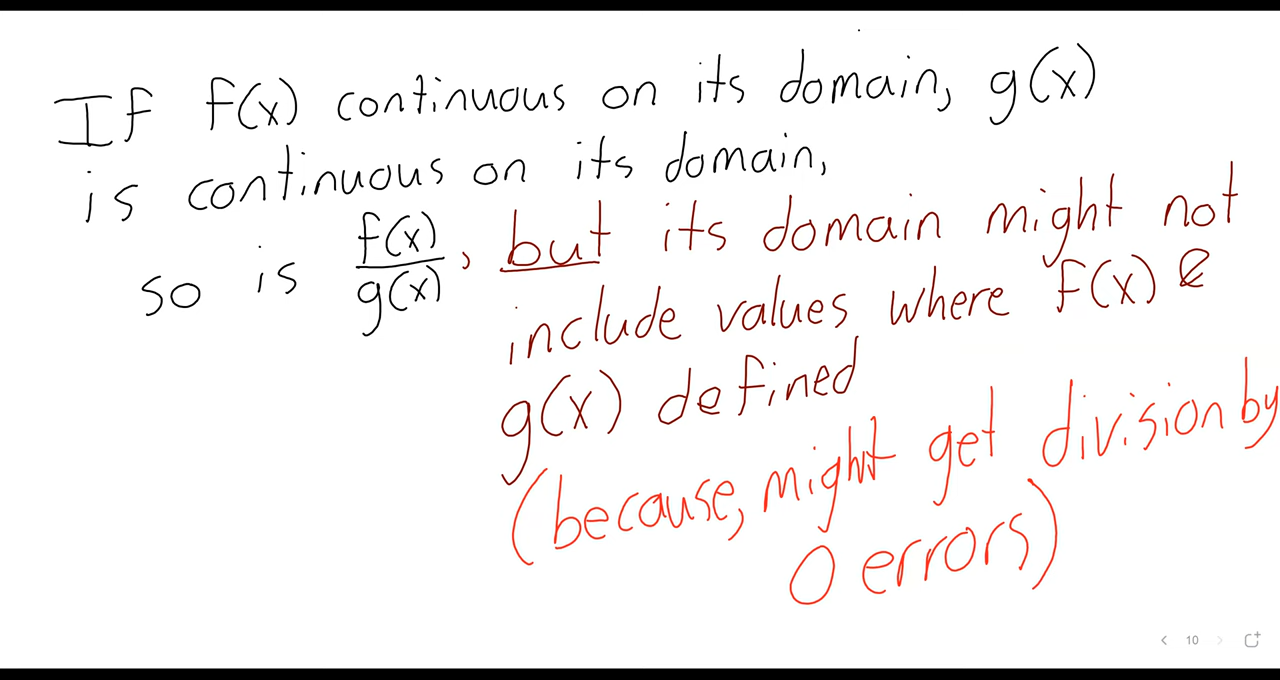 If f(x) continuous on its domain, g(x)
is continuous on its domain,
so is f(x)/g(x), but its domain might not
include values where f(x) &
g(x) defined
(because, might get division by
0 errors)
< 10 >